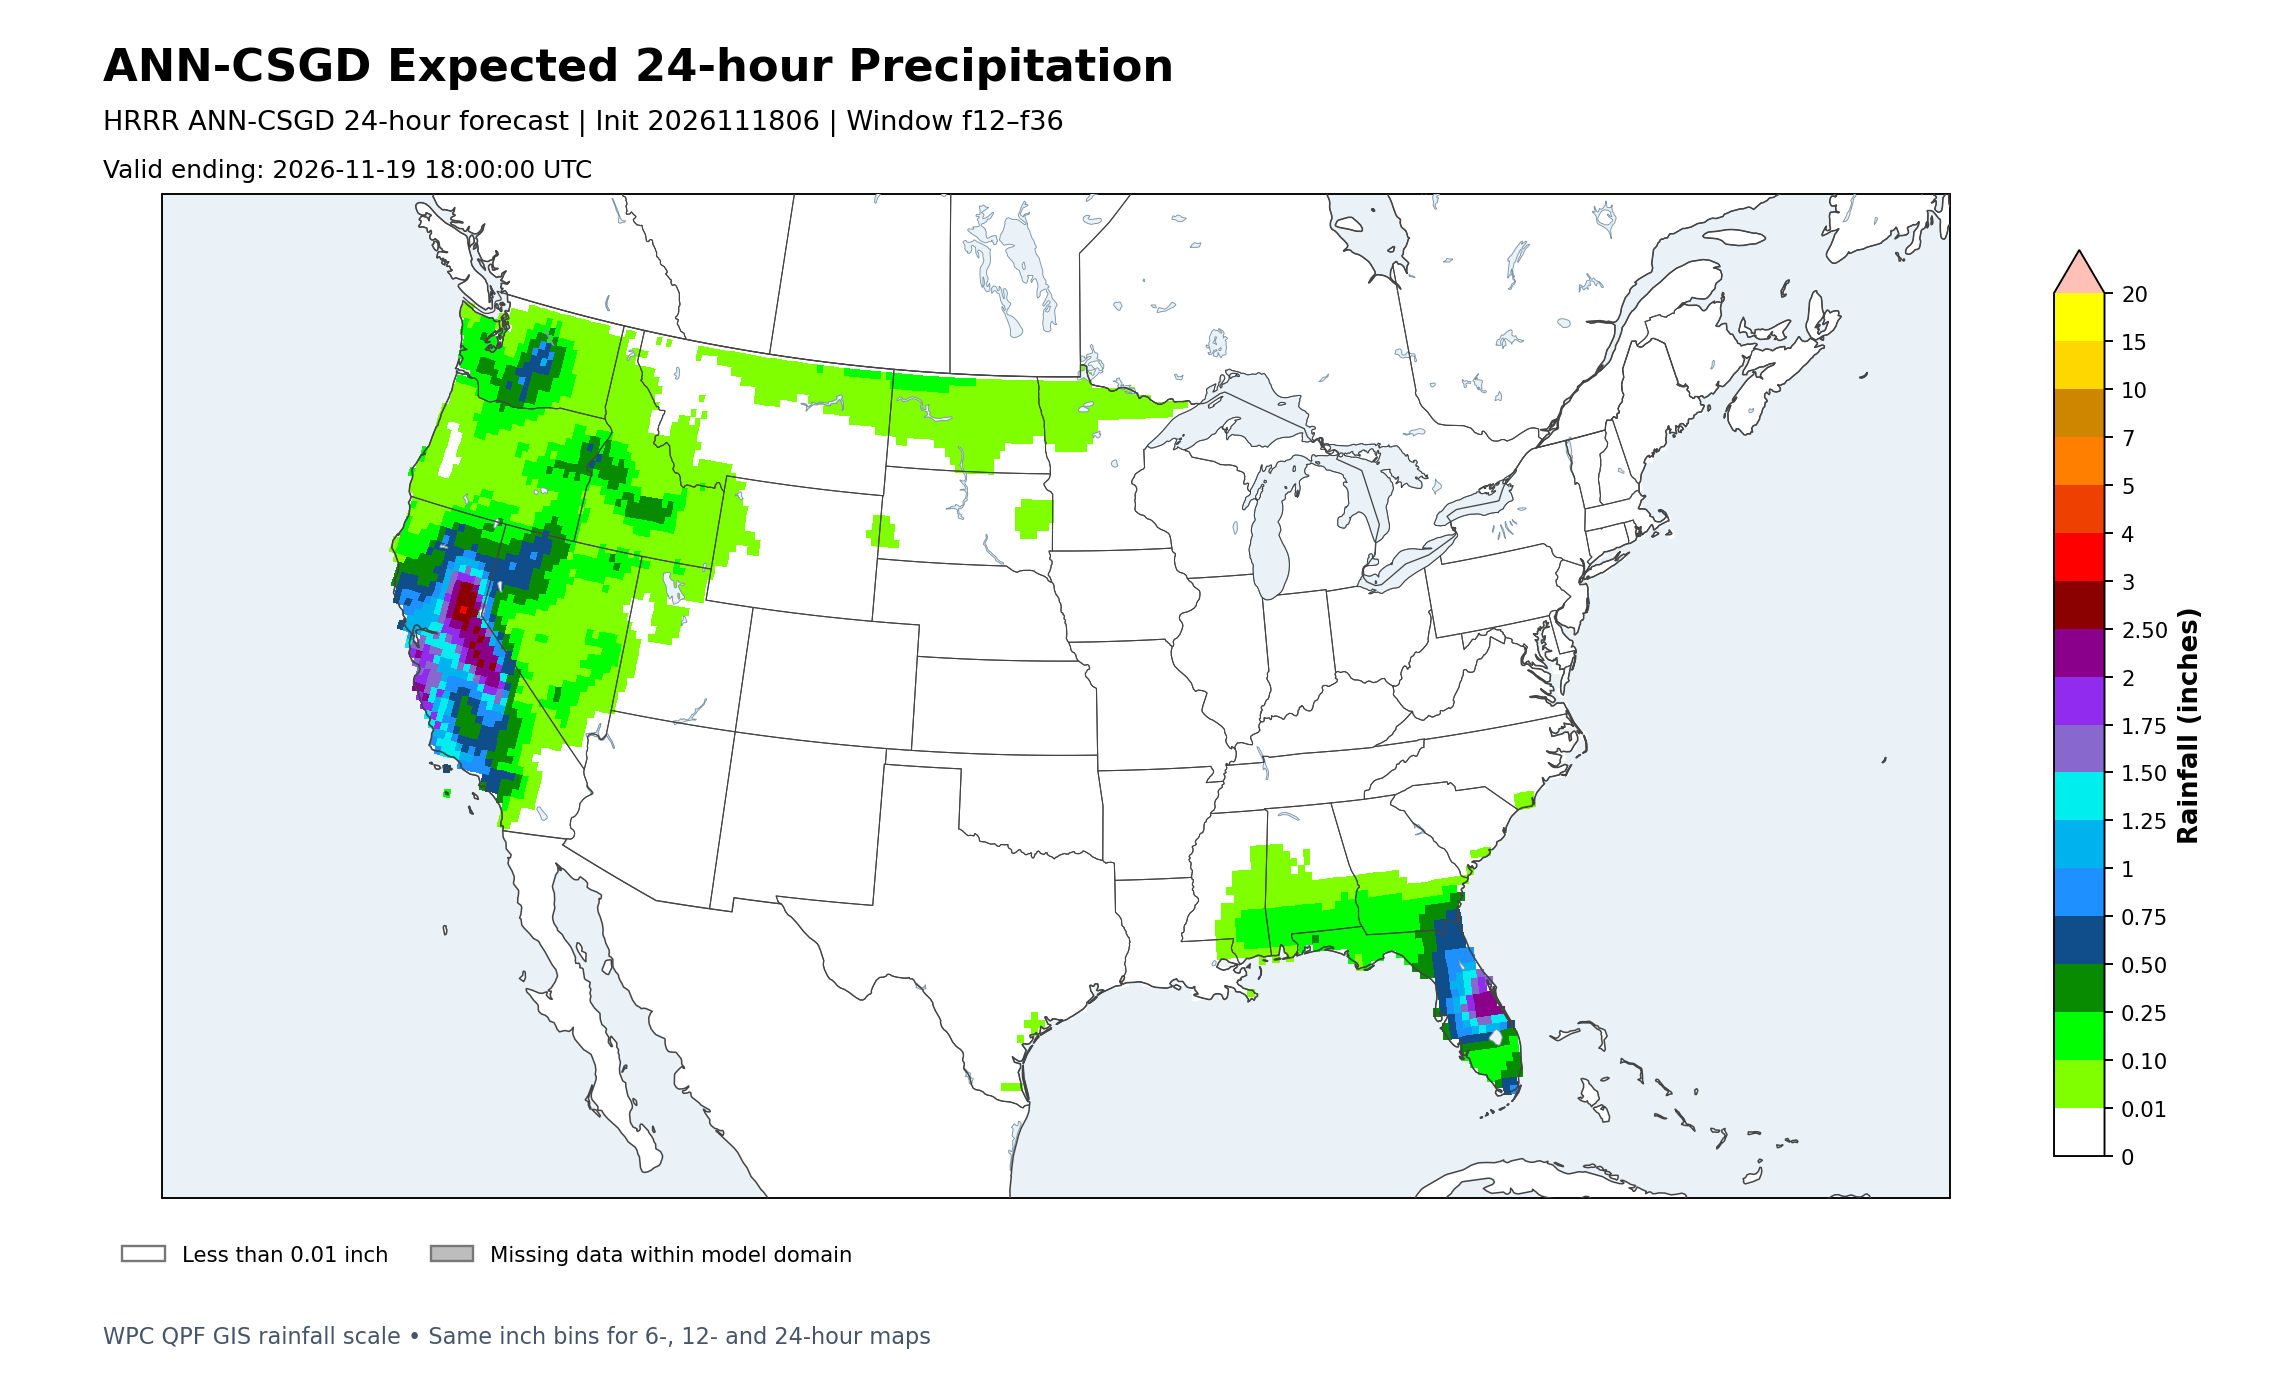 ANN-CSGD Expected 24-hour Precipitation
HRRR ANN-CSGD 24-hour forecast | Init 2026111806 | Window f12–f36
Valid ending: 2026-11-19 18:00:00 UTC
20
15
10
7
5
4
3
2.50
2
1.75
1.50
1.25
1
0.75
0.50
0.25
0.10
0.01
0
Rainfall (inches)
Less than 0.01 inch
Missing data within model domain
WPC QPF GIS rainfall scale • Same inch bins for 6-, 12- and 24-hour maps